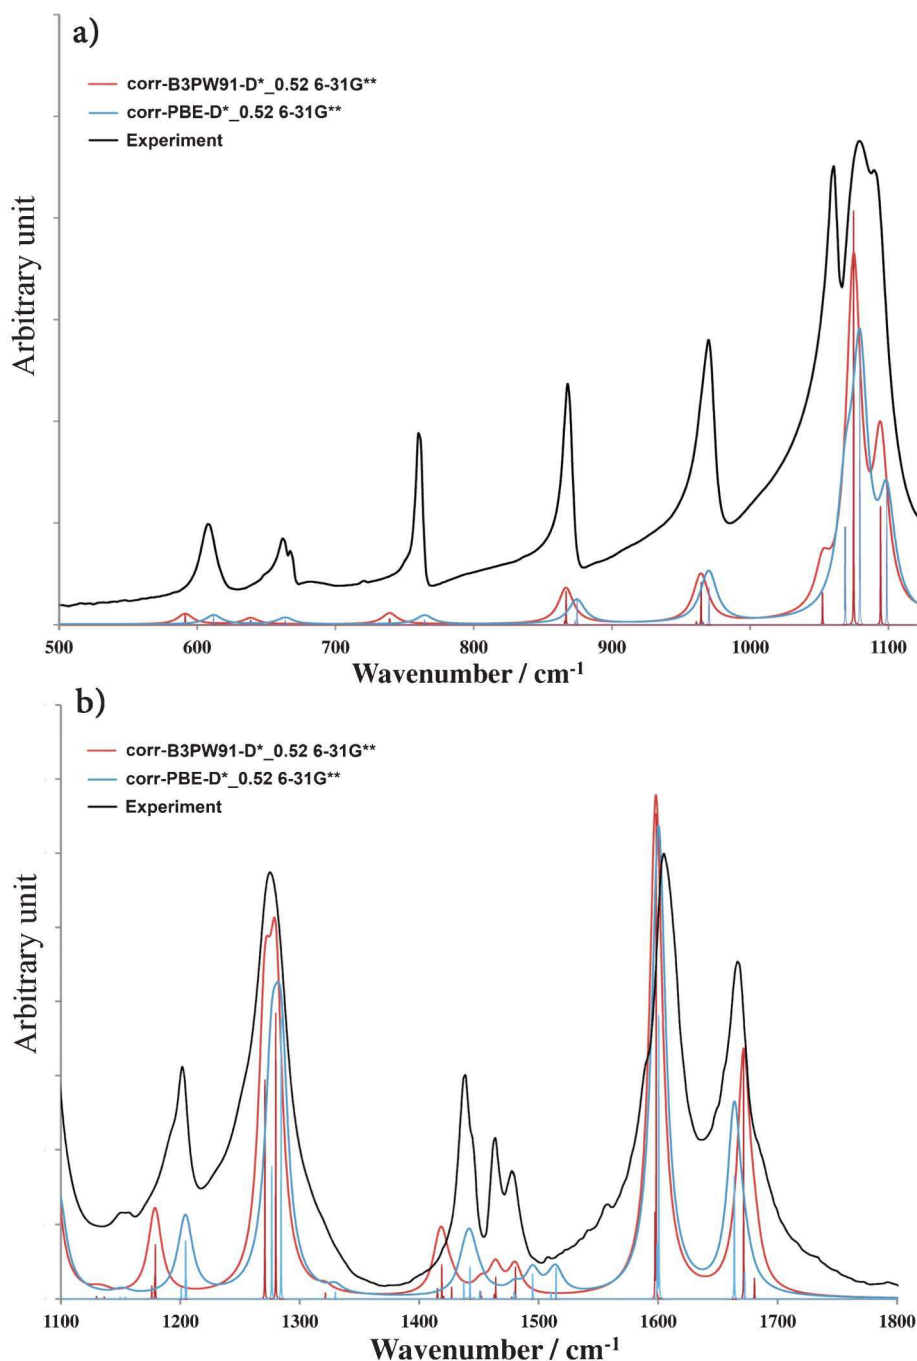 a)
corr-B3PW91-D*_0.52 6-31G**
corr-PBE-D*_0.52 6-31G**
Experiment
Arbitrary unit
500 600 700 800 900 1000 1100
Wavenumber / cm-1
b)
corr-B3PW91-D*_0.52 6-31G**
corr-PBE-D*_0.52 6-31G**
Experiment
Arbitrary unit
1100 1200 1300 1400 1500 1600 1700 1800
Wavenumber / cm-1